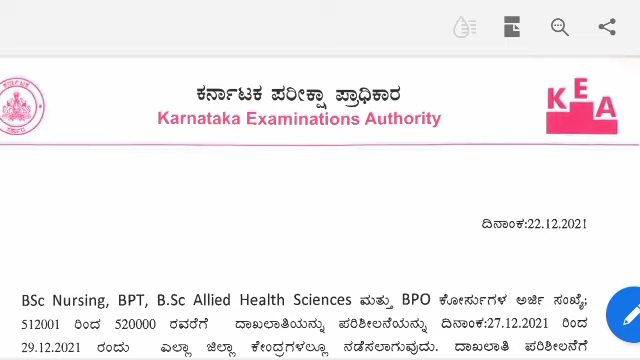 ಕರ್ನಾಟಕ ಪರೀಕ್ಷಾ ಪ್ರಾಧಿಕಾರ
Karnataka Examinations Authority
KEA
ದಿನಾಂಕ:22.12.2021
BSc Nursing, BPT, B.Sc Allied Health Sciences ಮತ್ತು BPO ಕೋರ್ಸುಗಳ ಅರ್ಜಿ ಸಂಖ್ಯೆ;
512001 ರಿಂದ 520000 ರವರೆಗೆ ದಾಖಲಾತಿಯನ್ನು ಪರಿಶೀಲನೆಯನ್ನು ದಿನಾಂಕ:27.12.2021 ರಿಂದ
29.12.2021 ರಂದು ಎಲ್ಲಾ ಜಿಲ್ಲಾ ಕೇಂದ್ರಗಳಲ್ಲೂ ನಡೆಸಲಾಗುವುದು. ದಾಖಲಾತಿ ಪರಿಶೀಲನೆಗೆ